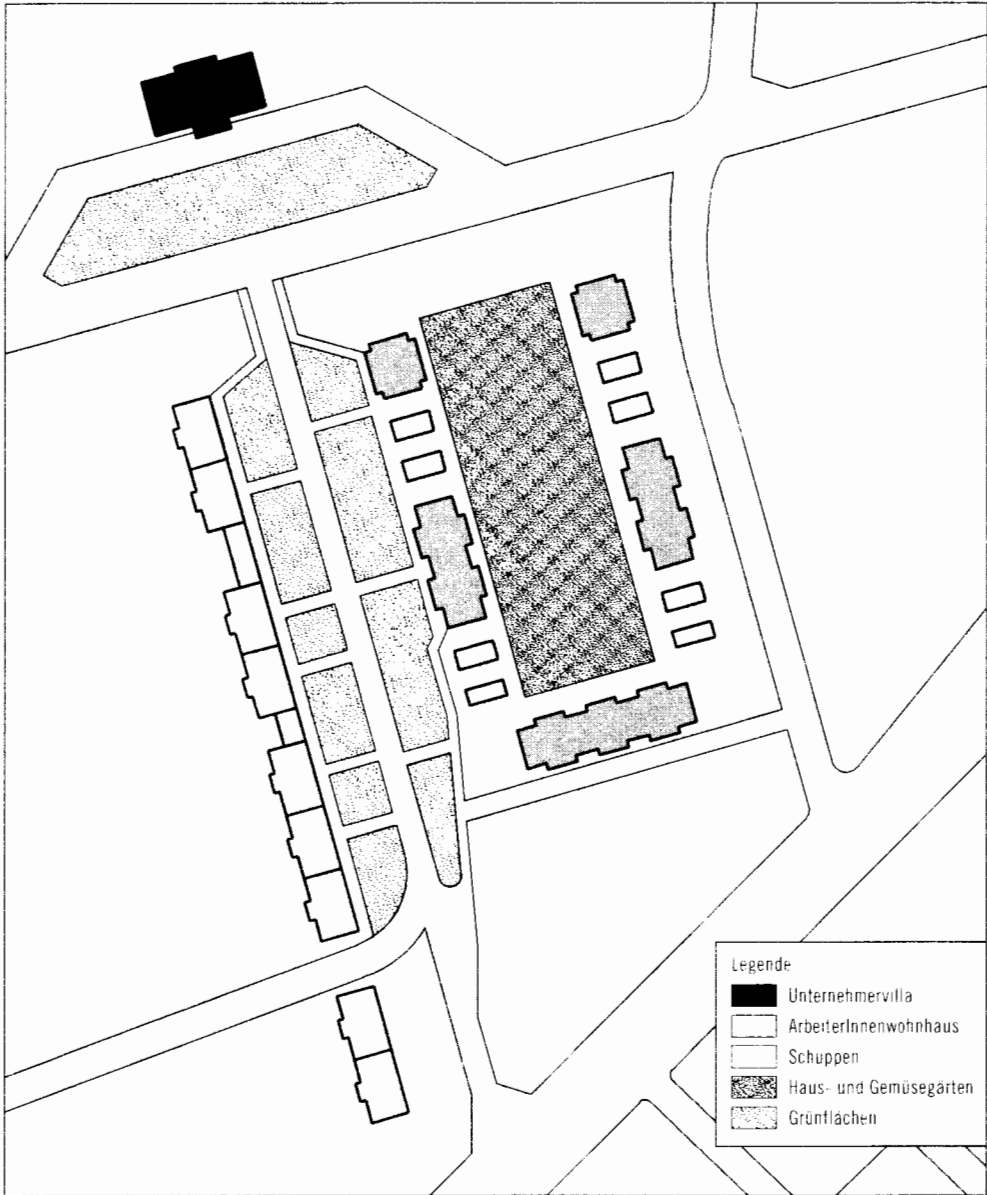 Legende
Unternehmervilla
ArbeiterInnenwohnhaus
Schuppen
Haus- und Gemüsegärten
Grünflächen